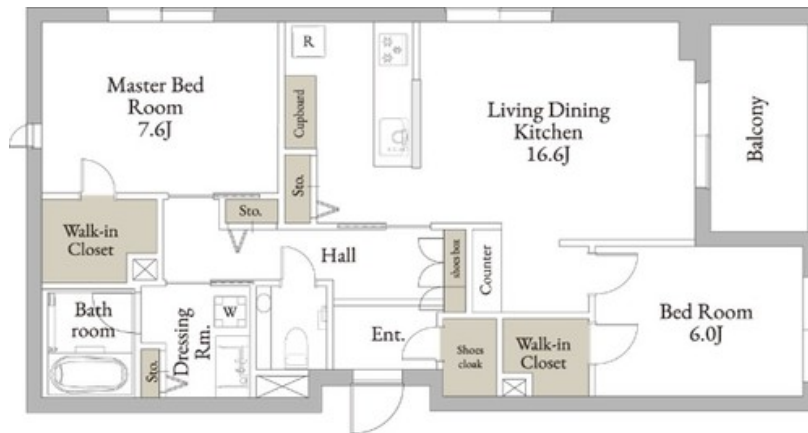 R
Master Bed
Room
7.6J
Cupboard
Living Dining
Kitchen
16.6J
Balcony
Sto.
Walk-in
Closet
Sto.
Hall
shoes box
Counter
Bath
room
Dressing
Rm.
W
Ent.
Bed Room
6.0J
Sto.
Shoes
cloak
Walk-in
Closet